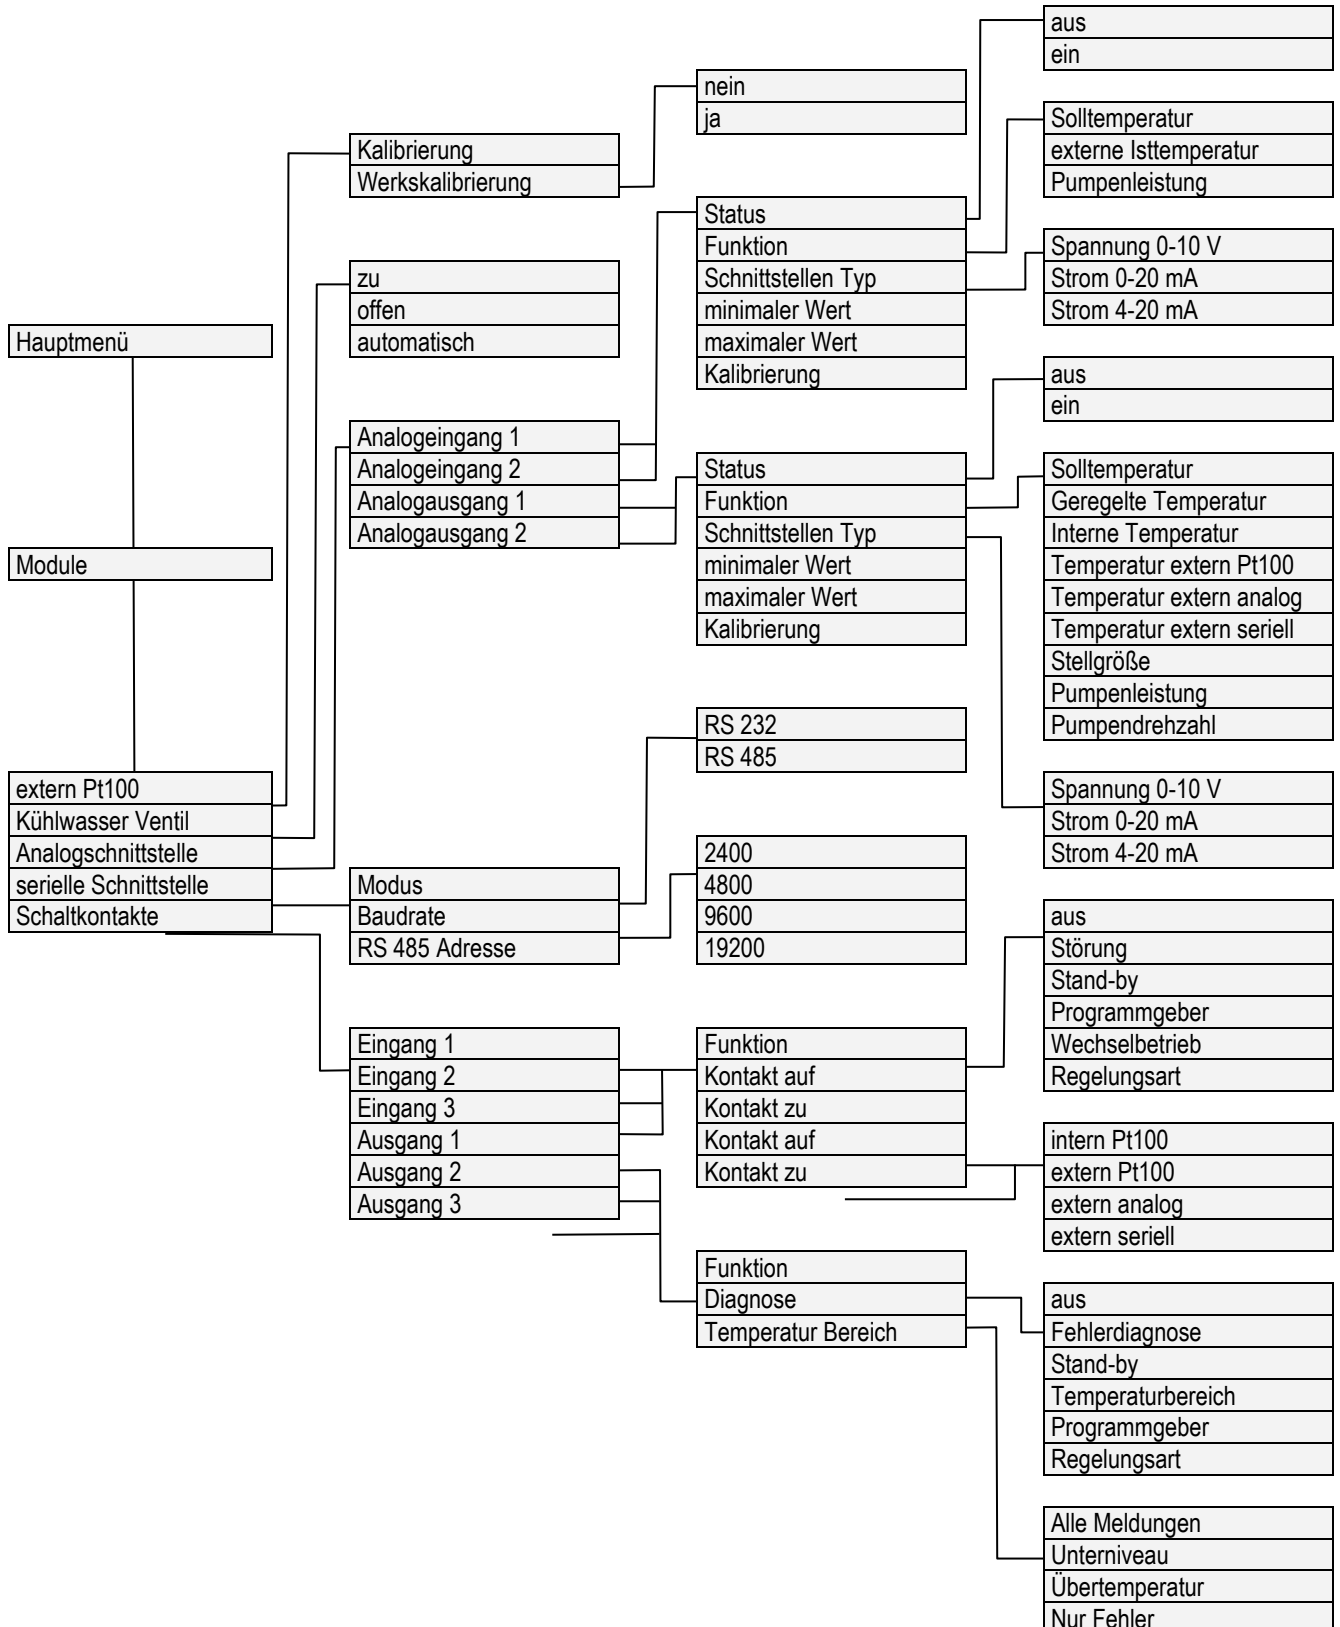 Hauptmenü
Module
extern Pt100
Kühlwasser Ventil
Analogschnittstelle
serielle Schnittstelle
Schaltkontakte
Kalibrierung
Werkskalibrierung
zu
offen
automatisch
Analogeingang 1
Analogeingang 2
Analogausgang 1
Analogausgang 2
Modus
Baudrate
RS 485 Adresse
Eingang 1
Eingang 2
Eingang 3
Ausgang 1
Ausgang 2
Ausgang 3
nein
ja
Status
Funktion
Schnittstellen Typ
minimaler Wert
maximaler Wert
Kalibrierung
Status
Funktion
Schnittstellen Typ
minimaler Wert
maximaler Wert
Kalibrierung
RS 232
RS 485
2400
4800
9600
19200
Funktion
Kontakt auf
Kontakt zu
Kontakt auf
Kontakt zu
Funktion
Diagnose
Temperatur Bereich
aus
ein
Solltemperatur
externe Isttemperatur
Pumpenleistung
Spannung 0-10 V
Strom 0-20 mA
Strom 4-20 mA
aus
ein
Solltemperatur
Geregelte Temperatur
Interne Temperatur
Temperatur extern Pt100
Temperatur extern analog
Temperatur extern seriell
Stellgröße
Pumpenleistung
Pumpendrehzahl
Spannung 0-10 V
Strom 0-20 mA
Strom 4-20 mA
aus
Störung
Stand-by
Programmgeber
Wechselbetrieb
Regelungsart
intern Pt100
extern Pt100
extern analog
extern seriell
aus
Fehlerdiagnose
Stand-by
Temperaturbereich
Programmgeber
Regelungsart
Alle Meldungen
Unterniveau
Übertemperatur
Nur Fehler